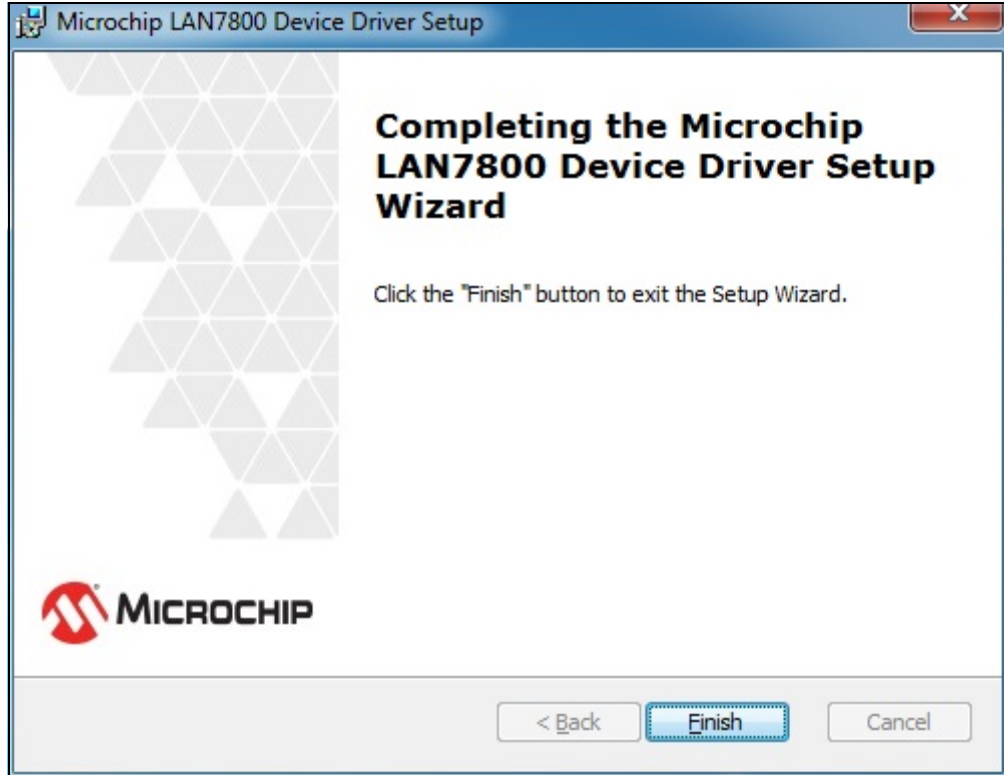 Microchip LAN7800 Device Driver Setup
Completing the Microchip
LAN7800 Device Driver Setup
Wizard
Click the "Finish" button to exit the Setup Wizard.
MICROCHIP
< Back Finish Cancel